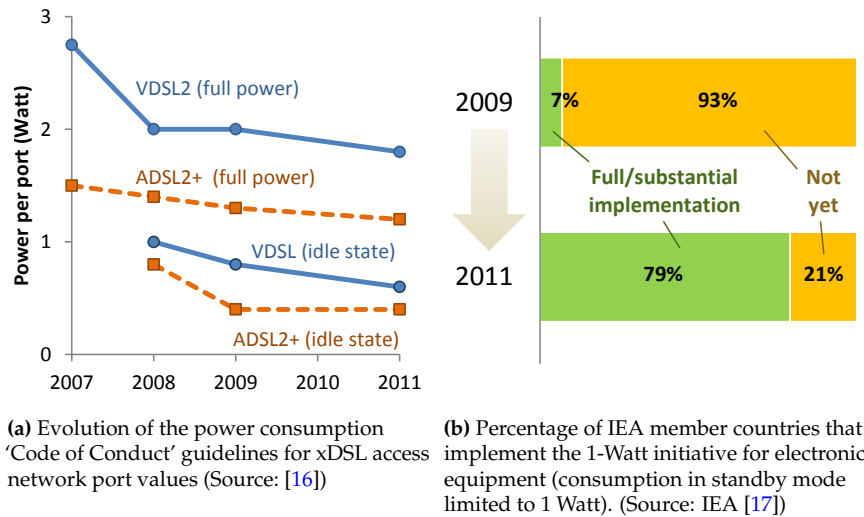 Power per port (Watt)
3
2
1
0
2007 2008 2009 2010 2011
VDSL2 (full power)
ADSL2+ (full power)
VDSL (idle state)
ADSL2+ (idle state)
(a) Evolution of the power consumption
‘Code of Conduct’ guidelines for xDSL access
network port values (Source: [16])
2009
7% 93%
Full/substantial
implementation
Not
yet
2011
79% 21%
(b) Percentage of IEA member countries that
implement the 1-Watt initiative for electronic
equipment (consumption in standby mode
limited to 1 Watt). (Source: IEA [17])